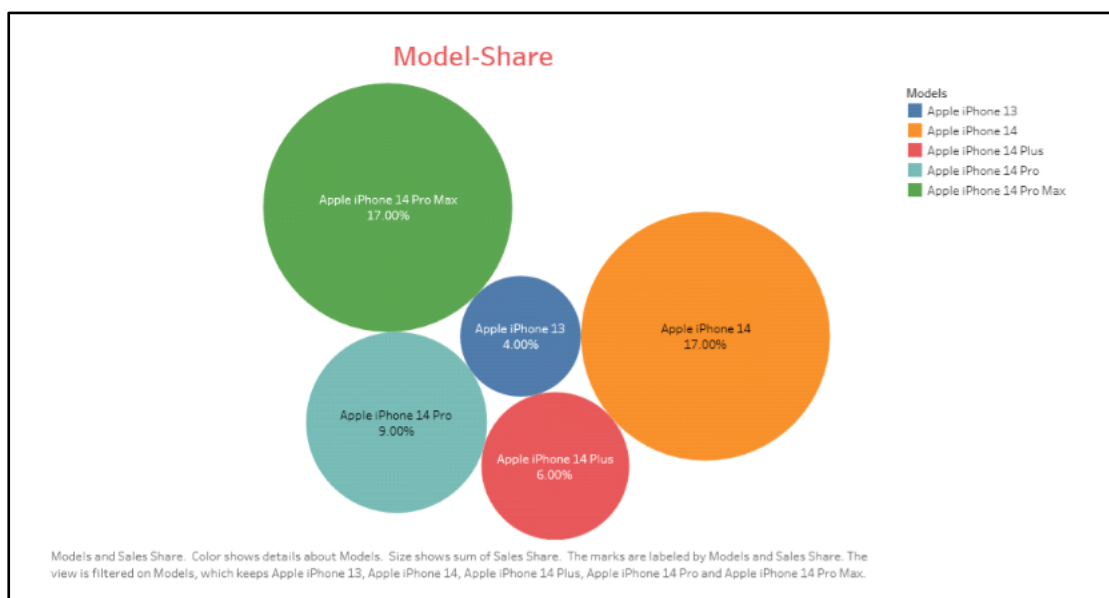 Model-Share
Models
Apple iPhone 13
Apple iPhone 14
Apple iPhone 14 Plus
Apple iPhone 14 Pro
Apple iPhone 14 Pro Max
Apple iPhone 14 Pro Max
17.00%
Apple iPhone 13
4.00%
Apple iPhone 14
17.00%
Apple iPhone 14 Pro
9.00%
Apple iPhone 14 Plus
6.00%
Models and Sales Share. Color shows details about Models. Size shows sum of Sales Share. The marks are labeled by Models and Sales Share. The
view is filtered on Models, which keeps Apple iPhone 13, Apple iPhone 14, Apple iPhone 14 Plus, Apple iPhone 14 Pro and Apple iPhone 14 Pro Max.